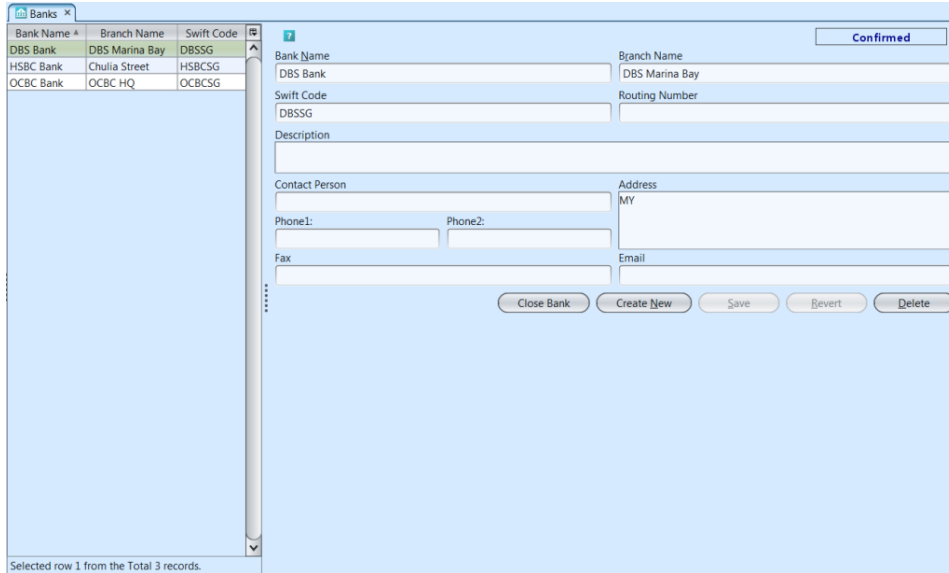 Banks ×
Bank Name Branch Name Swift Code
DBS Bank DBS Marina Bay DBSSG
HSBC Bank Chulia Street HSBCSG
OCBC Bank OCBC HQ OCBCSG
Selected row 1 from the Total 3 records.
? Confirmed
Bank Name Branch Name
DBS Bank DBS Marina Bay
Swift Code Routing Number
DBSSG
Description
Contact Person Address
MY
Phone1: Phone2:
Fax Email
Close Bank Create New Save Revert Delete